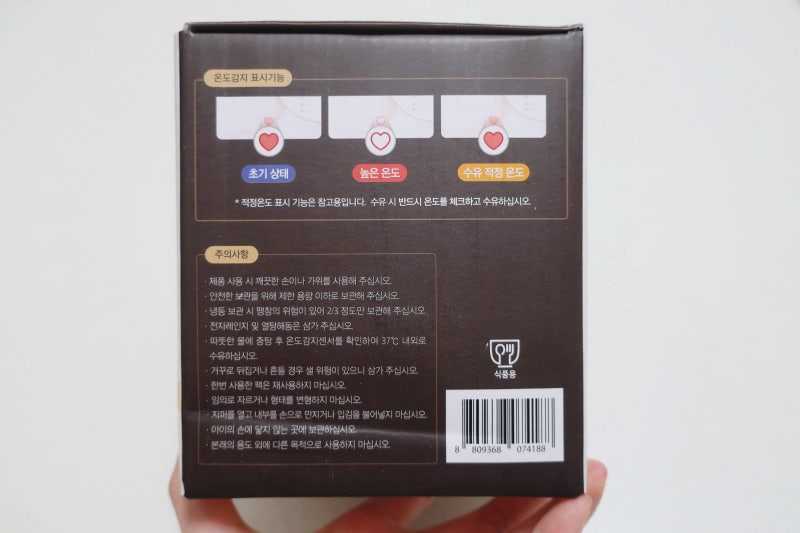 온도감지 표시기능
초기 상태
높은 온도
수유 적정 온도
* 적정온도 표시 기능은 참고용입니다. 수유 시 반드시 온도를 체크하고 수유하십시오.
주의사항
· 제품 사용 시 깨끗한 손이나 가위를 사용해 주십시오.
· 안전한 보관을 위해 제한 용량 이하로 보관해 주십시오.
· 냉동 보관 시 팽창의 위험이 있어 2/3 정도만 보관해 주십시오.
· 전자레인지 및 열탕해동은 삼가 주십시오.
· 따뜻한 물에 중탕 후 온도감지센서를 확인하여 37℃ 내외로
수유하십시오.
· 거꾸로 뒤집거나 흔들 경우 샐 위험이 있으니 삼가 주십시오.
· 한번 사용한 팩은 재사용하지 마십시오.
· 임의로 자르거나 형태를 변형하지 마십시오.
· 지퍼를 열고 내부를 손으로 만지거나 입김을 불어넣지 마십시오.
· 아이의 손에 닿지 않는 곳에 보관하십시오.
· 본래의 용도 외에 다른 목적으로 사용하지 마십시오.
식품용
8 809368 074188